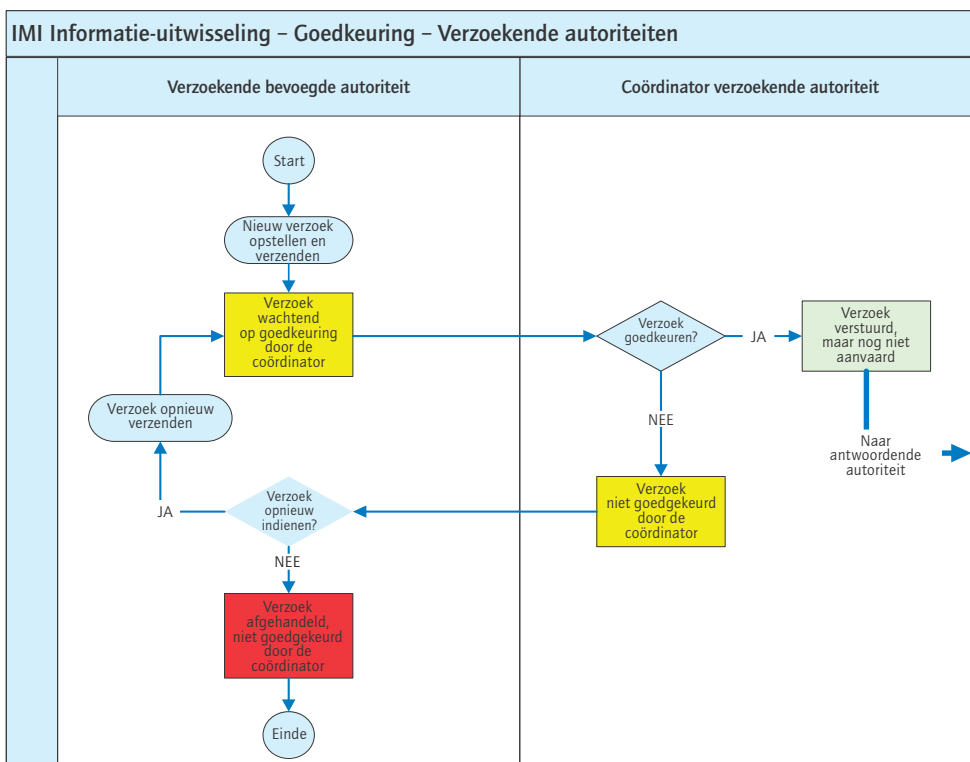 IMI Informatie-uitwisseling – Goedkeuring – Verzoekende autoriteiten
Verzoekende bevoegde autoriteit
Coördinator verzoekende autoriteit
Start
Nieuw verzoek
opstellen en
verzenden
Verzoek
wachtend
op goedkeuring
door de
coördinator
Verzoek
goedkeuren?
JA
Verzoek
verstuurd,
maar nog niet
aanvaard
Verzoek opnieuw
verzenden
NEE
Naar
antwoordende
autoriteit
JA
Verzoek
opnieuw
indienen?
Verzoek
niet goedgekeurd
door de
coördinator
NEE
Verzoek
afgehandeld,
niet goedgekeurd
door de
coördinator
Einde